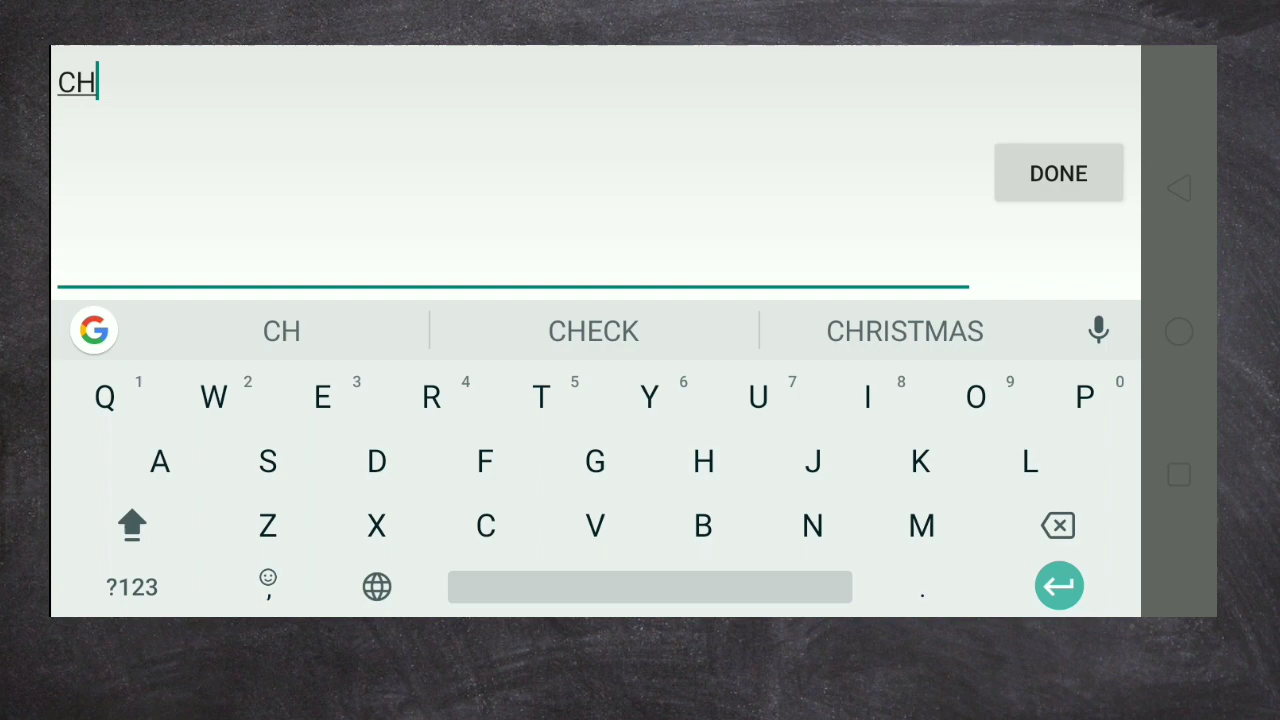 CH
DONE
G CH CHECK CHRISTMAS
Q 1 W 2 E 3 R 4 T 5 Y 6 U 7 I 8 O 9 P 0
A S D F G H J K L
Z X C V B N M
?123 , .